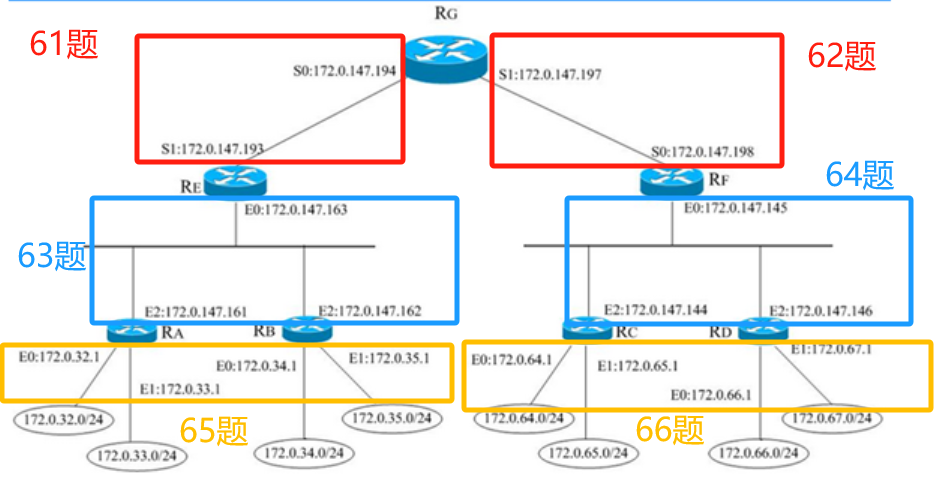 RG
61题
62题
S0:172.0.147.194
S1:172.0.147.197
S1:172.0.147.193
S0:172.0.147.198
RE
RF
64题
E0:172.0.147.163
E0:172.0.147.145
63题
E2:172.0.147.161
E2:172.0.147.162
E2:172.0.147.144
E2:172.0.147.146
RA
RB
RC
RD
E0:172.0.32.1
E0:172.0.34.1
E1:172.0.35.1
E0:172.0.64.1
E1:172.0.65.1
E1:172.0.67.1
E1:172.0.33.1
E0:172.0.66.1
172.0.32.0/24
65题
172.0.35.0/24
172.0.64.0/24
66题
172.0.67.0/24
172.0.33.0/24
172.0.34.0/24
172.0.65.0/24
172.0.66.0/24